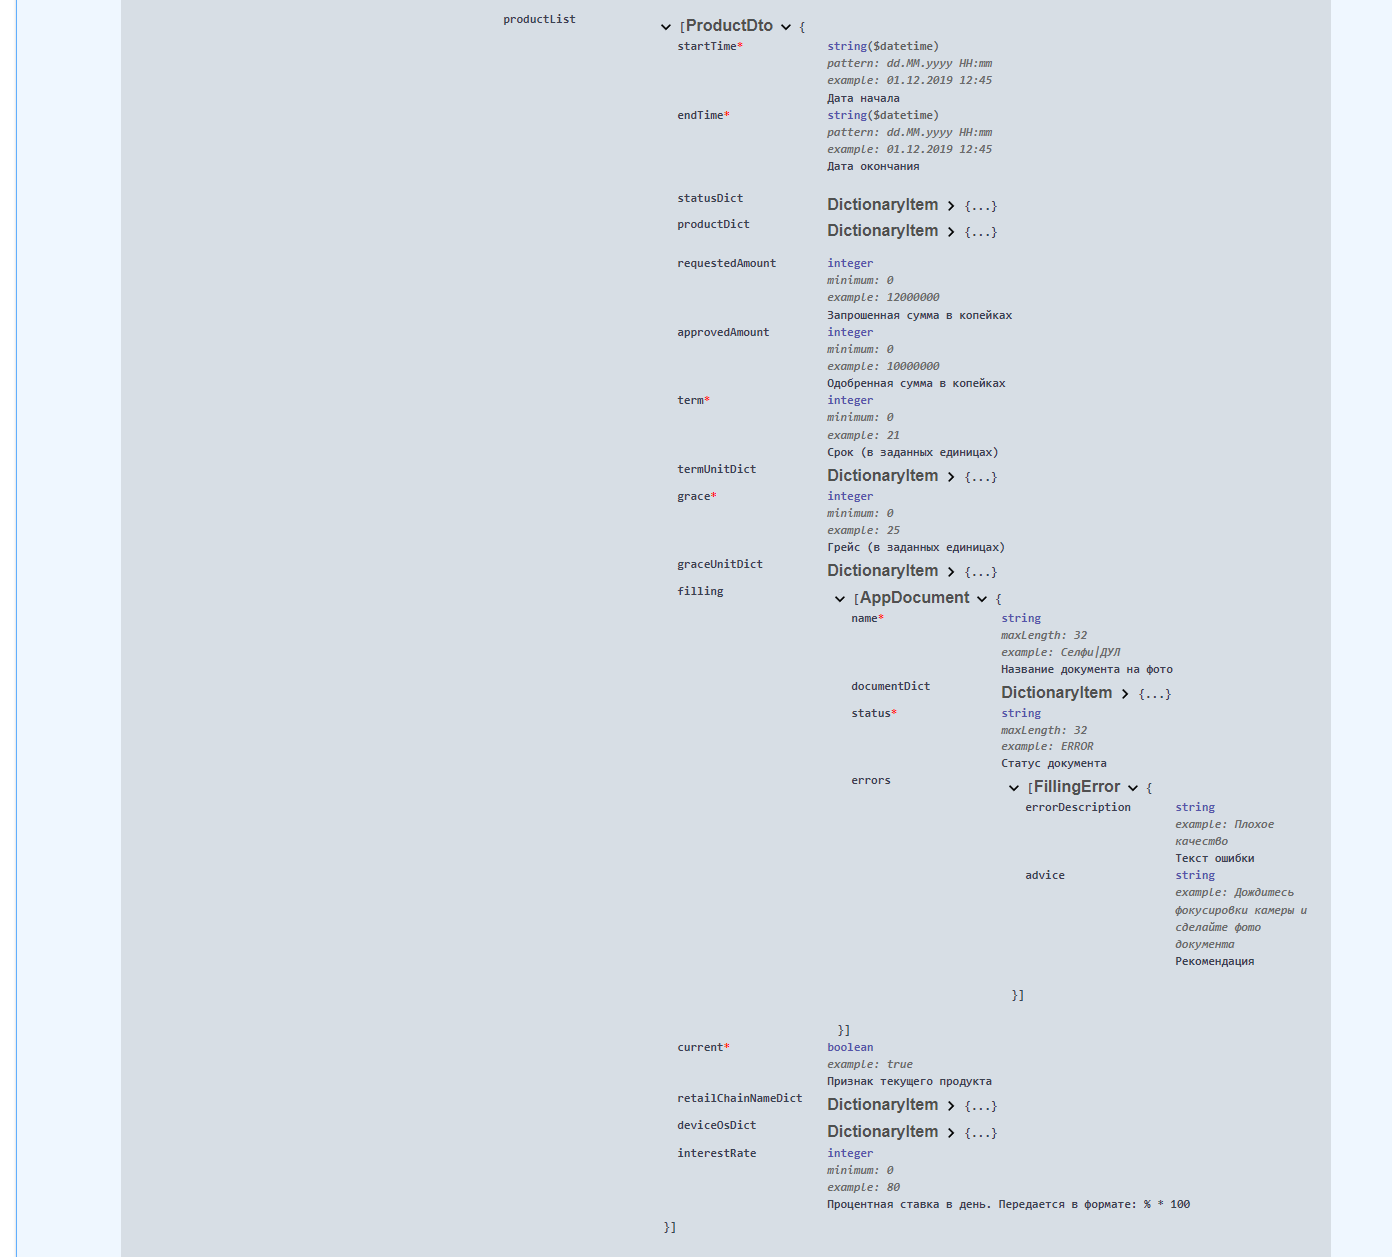 productList
[ProductDto {
startTime*
string($datetime)
pattern: dd.MM.yyyy HH:mm
example: 01.12.2019 12:45
Дата начала
endTime*
string($datetime)
pattern: dd.MM.yyyy HH:mm
example: 01.12.2019 12:45
Дата окончания
statusDict
DictionaryItem {...}
productDict
DictionaryItem {...}
requestedAmount
integer
minimum: 0
example: 12000000
Запрошенная сумма в копейках
approvedAmount
integer
minimum: 0
example: 10000000
Одобренная сумма в копейках
term*
integer
minimum: 0
example: 21
Срок (в заданных единицах)
termUnitDict
DictionaryItem {...}
grace*
integer
minimum: 0
example: 25
Грейс (в заданных единицах)
graceUnitDict
DictionaryItem {...}
filling
[AppDocument {
name*
string
maxLength: 32
example: Селфи|ДУЛ
Название документа на фото
documentDict
DictionaryItem {...}
status*
string
maxLength: 32
example: ERROR
Статус документа
errors
[FillingError {
errorDescription
string
example: Плохое
качество
Текст ошибки
advice
string
example: Дождитесь
фокусировки камеры и
сделайте фото
документа
Рекомендация
}]
}]
current*
boolean
example: true
Признак текущего продукта
retailChainNameDict
DictionaryItem {...}
deviceOsDict
DictionaryItem {...}
interestRate
integer
minimum: 0
example: 80
Процентная ставка в день. Передается в формате: % * 100
}]